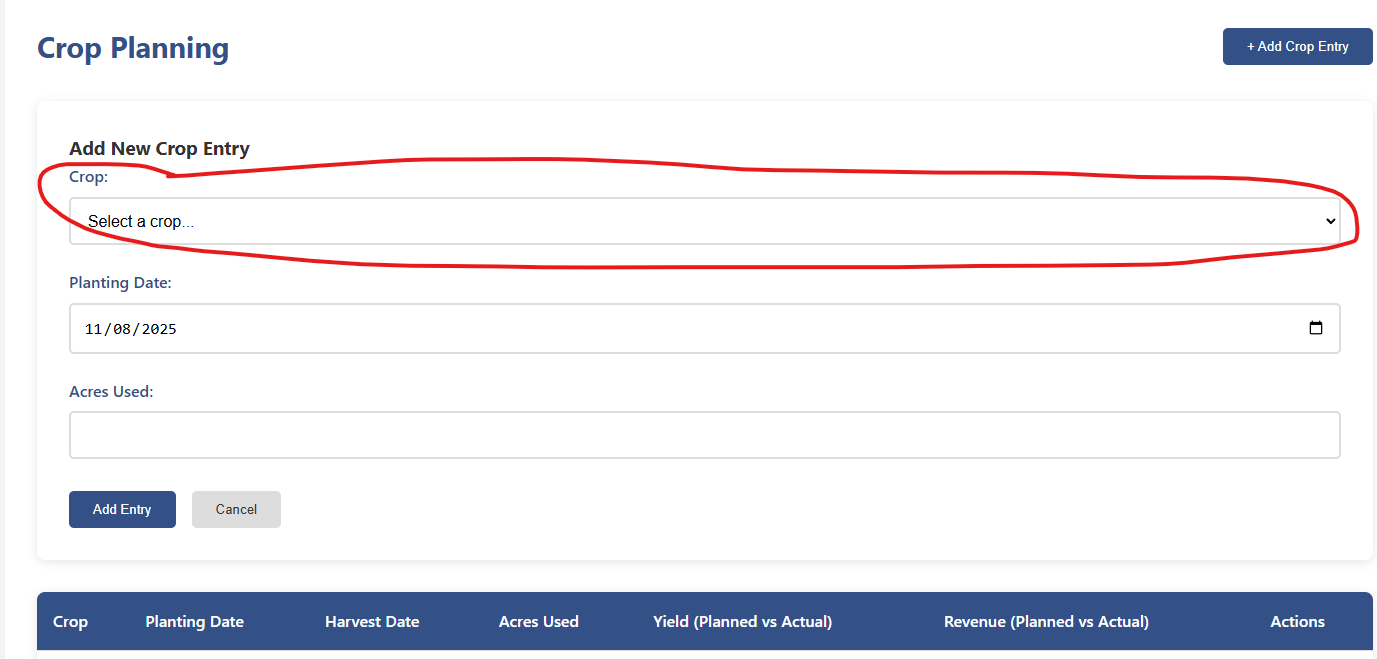 Crop Planning
+ Add Crop Entry
Add New Crop Entry
Crop:
Select a crop...
Planting Date:
11/08/2025
Acres Used:
Add Entry
Cancel
Crop Planting Date Harvest Date Acres Used Yield (Planned vs Actual) Revenue (Planned vs Actual) Actions